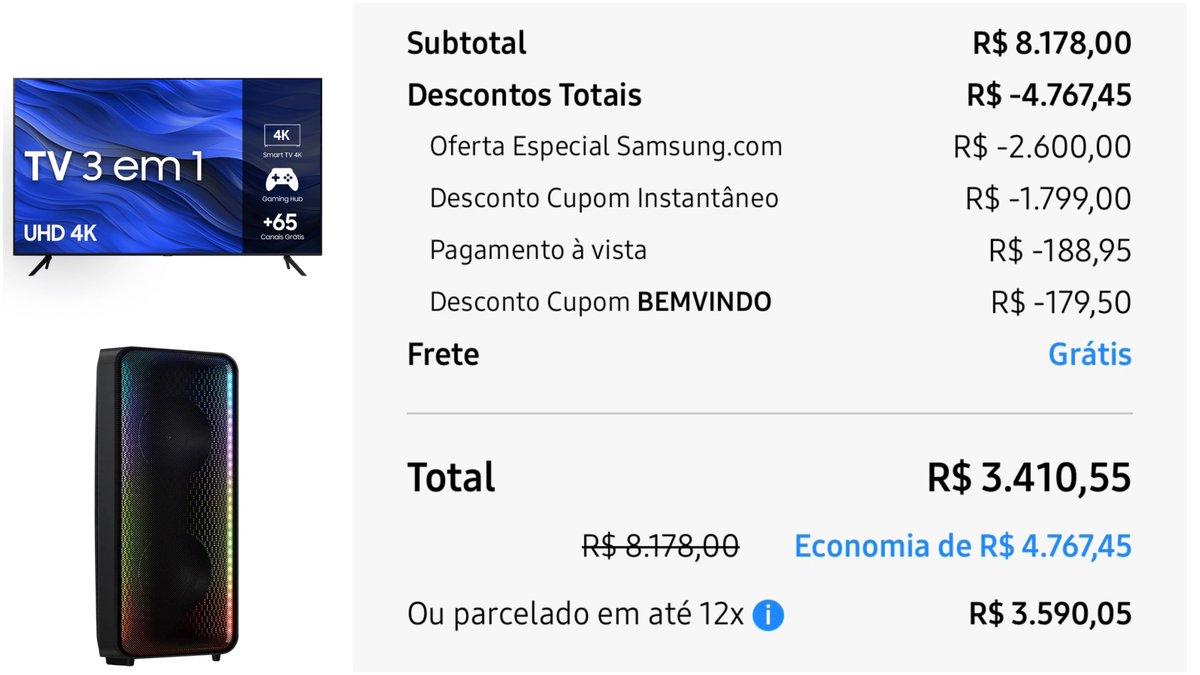 TV 3 em 1
UHD 4K
4K
Smart TV 4K
Gaming Hub
+65
Canais Grátis
Subtotal R$ 8.178,00
Descontos Totais R$ -4.767,45
Oferta Especial Samsung.com R$ -2.600,00
Desconto Cupom Instantâneo R$ -1.799,00
Pagamento à vista R$ -188,95
Desconto Cupom BEMVINDO R$ -179,50
Frete Grátis
Total R$ 3.410,55
R$ 8.178,00 Economia de R$ 4.767,45
Ou parcelado em até 12x i R$ 3.590,05